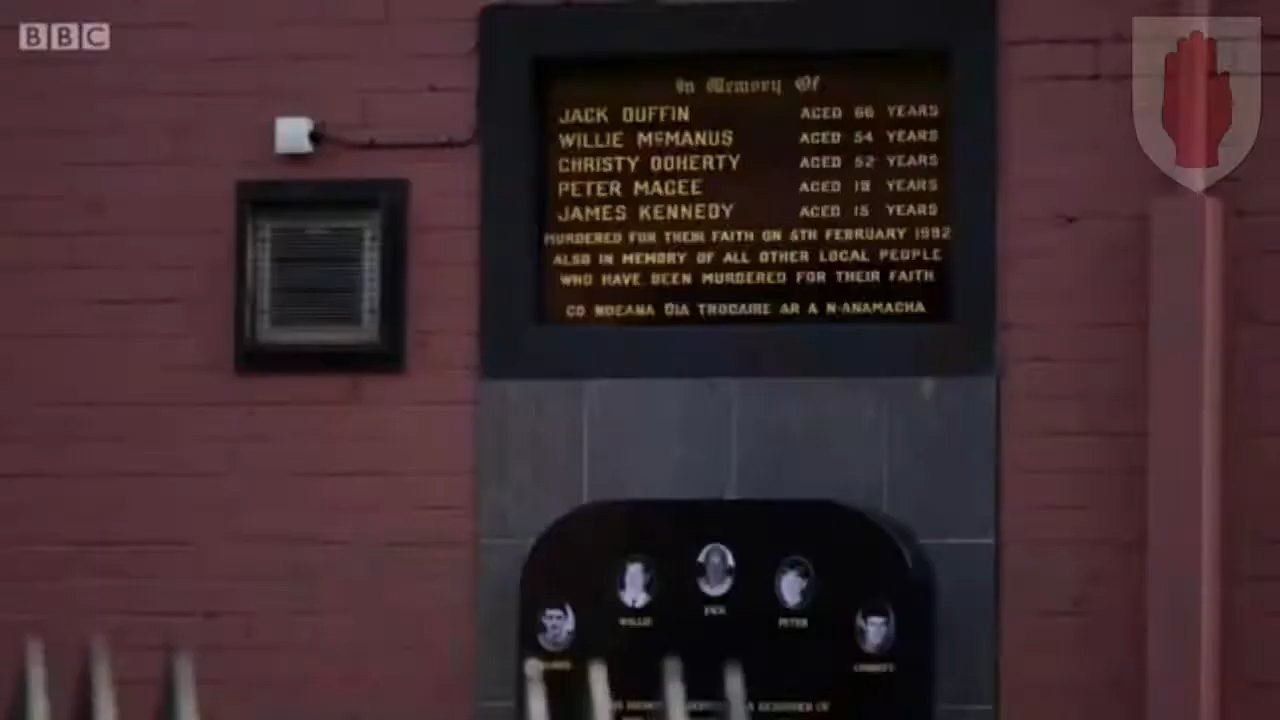 BBC
In Memory Of
JACK DUFFIN AGED 66 YEARS
WILLIE McMANUS AGED 54 YEARS
CHRISTY DOHERTY AGED 52 YEARS
PETER MAGEE AGED 18 YEARS
JAMES KENNEDY AGED 15 YEARS
MURDERED FOR THEIR FAITH ON 5TH FEBRUARY 1992
ALSO IN MEMORY OF ALL OTHER LOCAL PEOPLE
WHO HAVE BEEN MURDERED FOR THEIR FAITH
GO NDEANA DIA TROCAIRE AR A N-ANAMACHA
JACK
WILLIE
PETER
CHRISTY